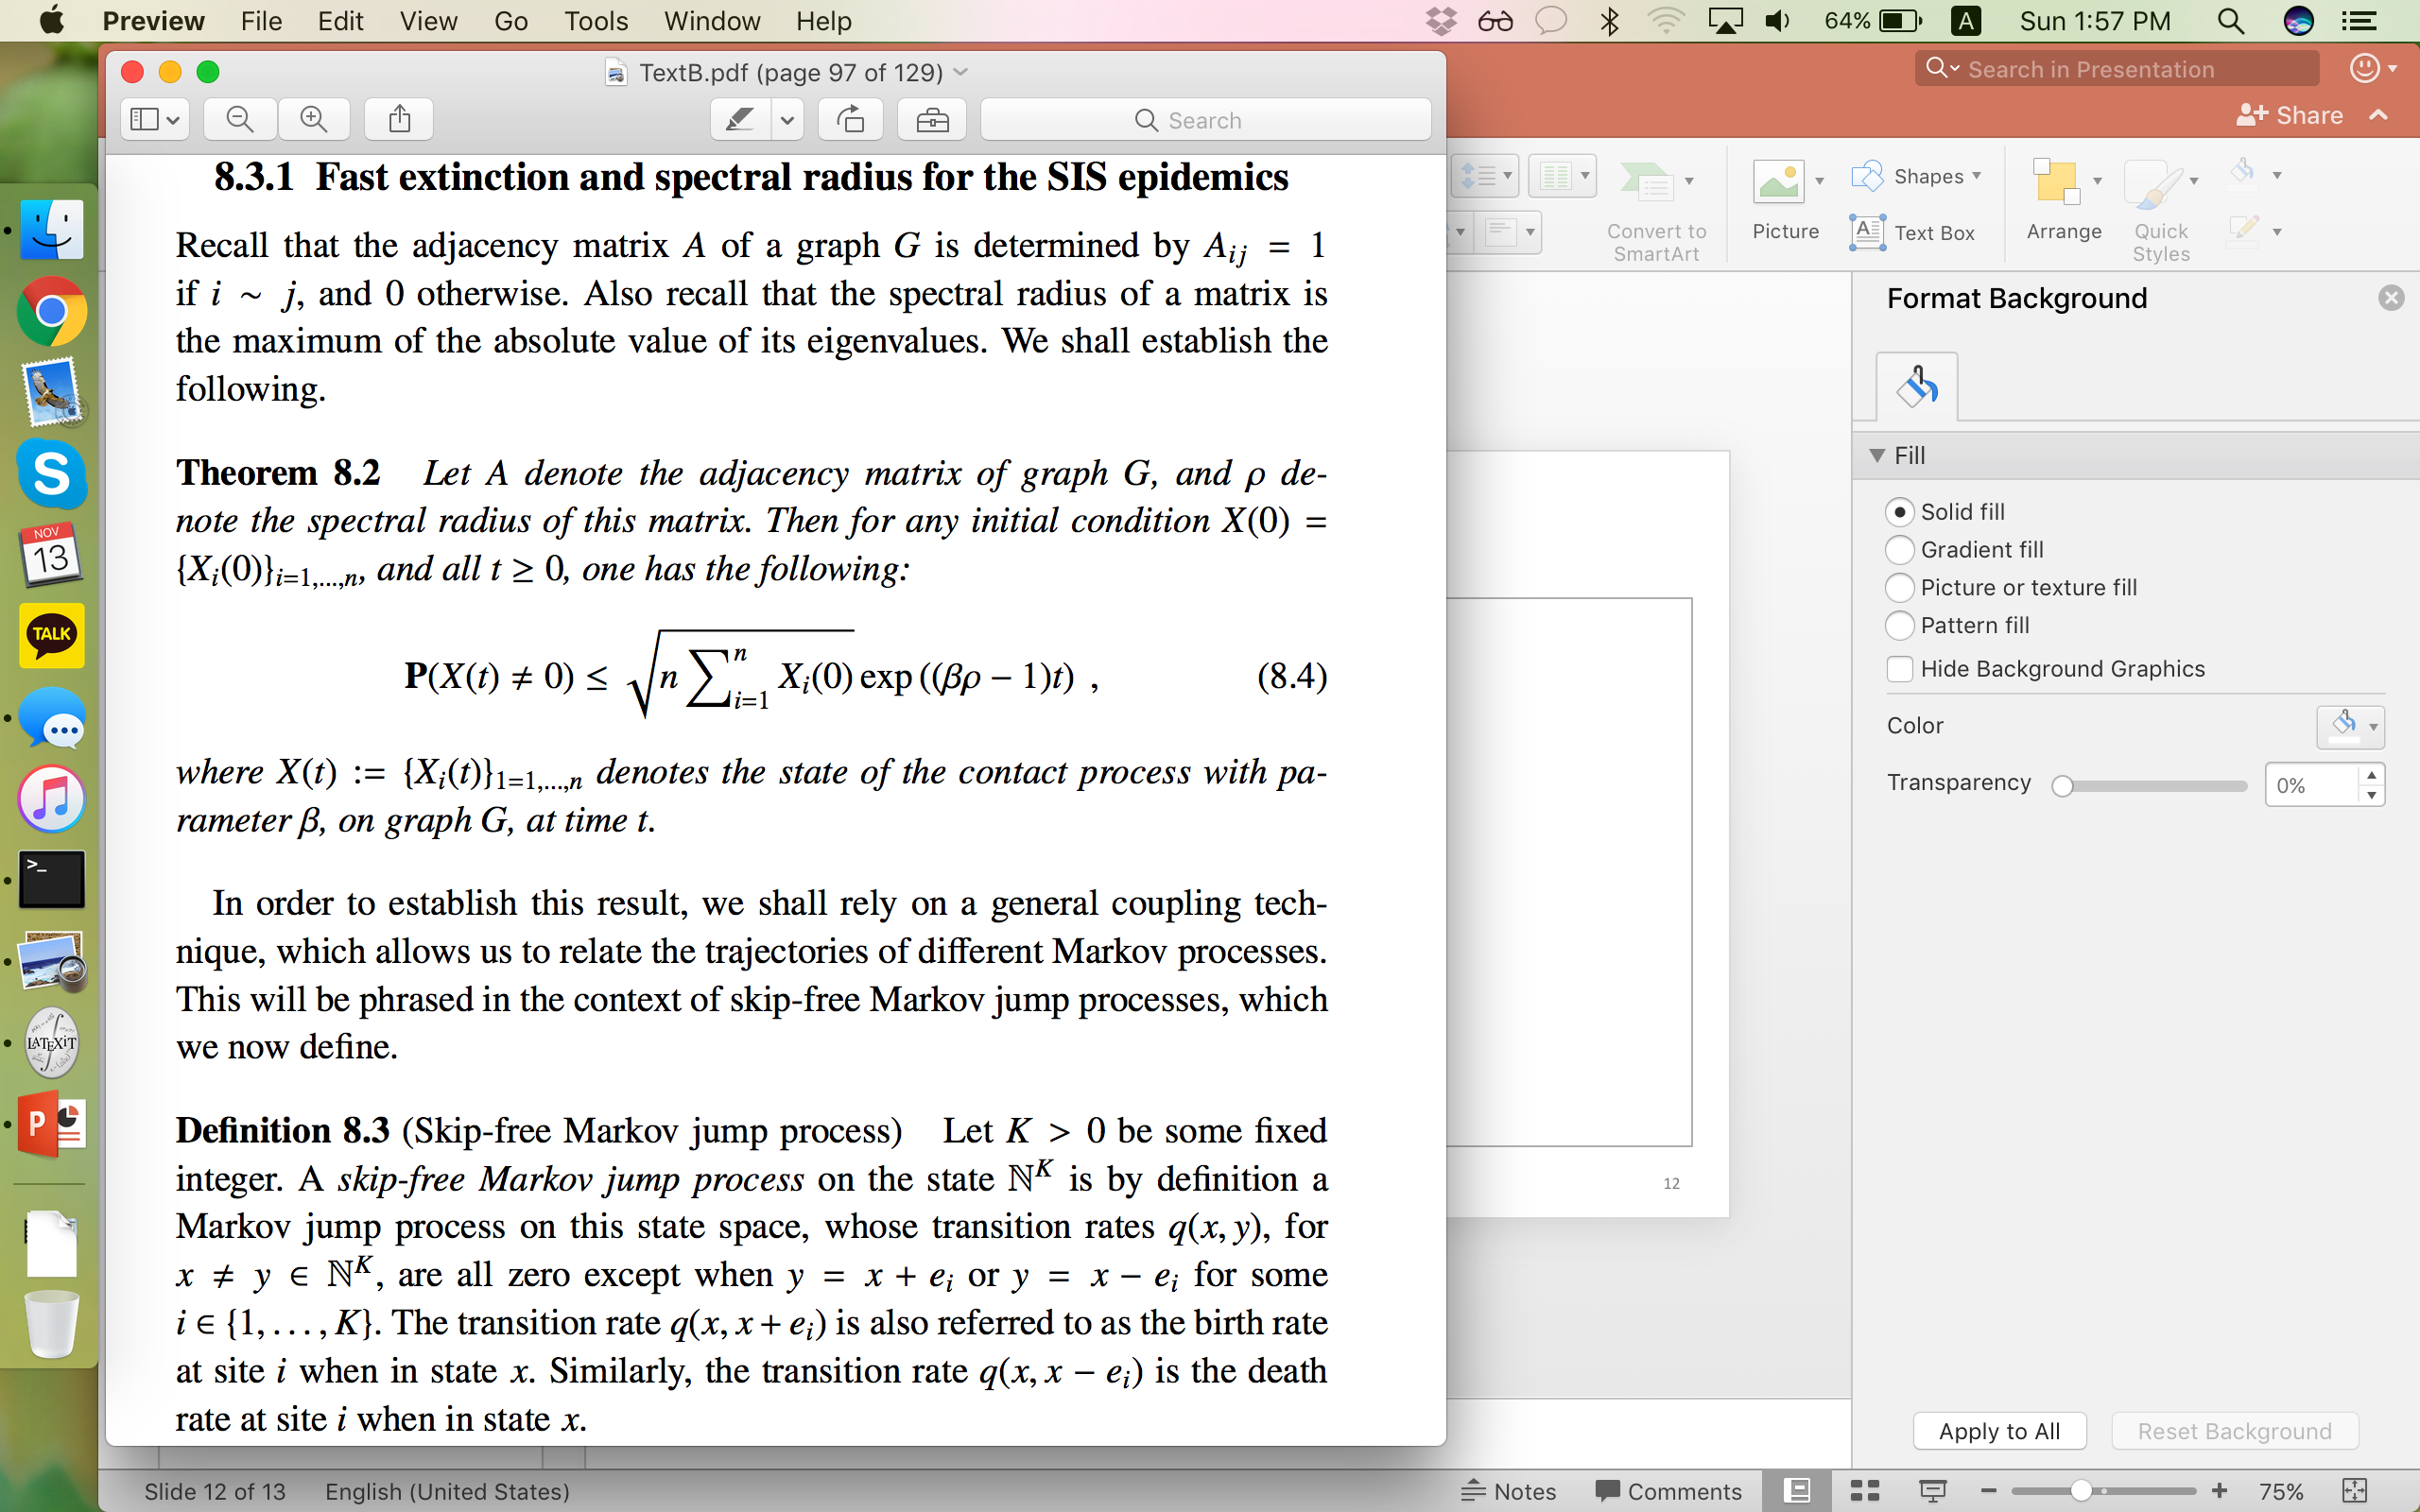 Preview File Edit View Go Tools Window Help
64% A Sun 1:57 PM
TextB.pdf (page 97 of 129)
Search
8.3.1 Fast extinction and spectral radius for the SIS epidemics
Recall that the adjacency matrix A of a graph G is determined by A_{ij} = 1
if i ∼ j, and 0 otherwise. Also recall that the spectral radius of a matrix is
the maximum of the absolute value of its eigenvalues. We shall establish the
following.
Theorem 8.2 Let A denote the adjacency matrix of graph G, and ρ de-
note the spectral radius of this matrix. Then for any initial condition X(0) =
{X_i(0)}_{i=1,...,n}, and all t ≥ 0, one has the following:
P(X(t) ≠ 0) ≤ √(n ∑_{i=1}^{n} X_i(0)) exp ((βρ − 1)t) , (8.4)
where X(t) := {X_i(t)}_{1=1,...,n} denotes the state of the contact process with pa-
rameter β, on graph G, at time t.
In order to establish this result, we shall rely on a general coupling tech-
nique, which allows us to relate the trajectories of different Markov processes.
This will be phrased in the context of skip-free Markov jump processes, which
we now define.
Definition 8.3 (Skip-free Markov jump process) Let K > 0 be some fixed
integer. A skip-free Markov jump process on the state ℕ^K is by definition a
Markov jump process on this state space, whose transition rates q(x, y), for
x ≠ y ∈ ℕ^K, are all zero except when y = x + e_i or y = x − e_i for some
i ∈ {1, . . . , K}. The transition rate q(x, x + e_i) is also referred to as the birth rate
at site i when in state x. Similarly, the transition rate q(x, x − e_i) is the death
rate at site i when in state x.
Search in Presentation
Share
Convert to
SmartArt
Picture
Shapes
Text Box
Arrange
Quick
Styles
Format Background
Fill
Solid fill
Gradient fill
Picture or texture fill
Pattern fill
Hide Background Graphics
Color
Transparency 0%
12
Apply to All Reset Background
Slide 12 of 13 English (United States) Notes Comments 75%
S
NOV
13
TALK
>_
LATEXiT
P